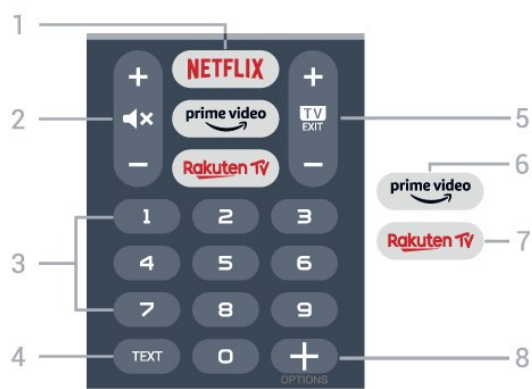 1
+ NETFLIX +
2 prime video TV EXIT 5
- Rakuten TV -
6
prime video
1 2 3
Rakuten TV 7
3 4 5 6
7 8 9
4 TEXT 0 + 8
OPTIONS